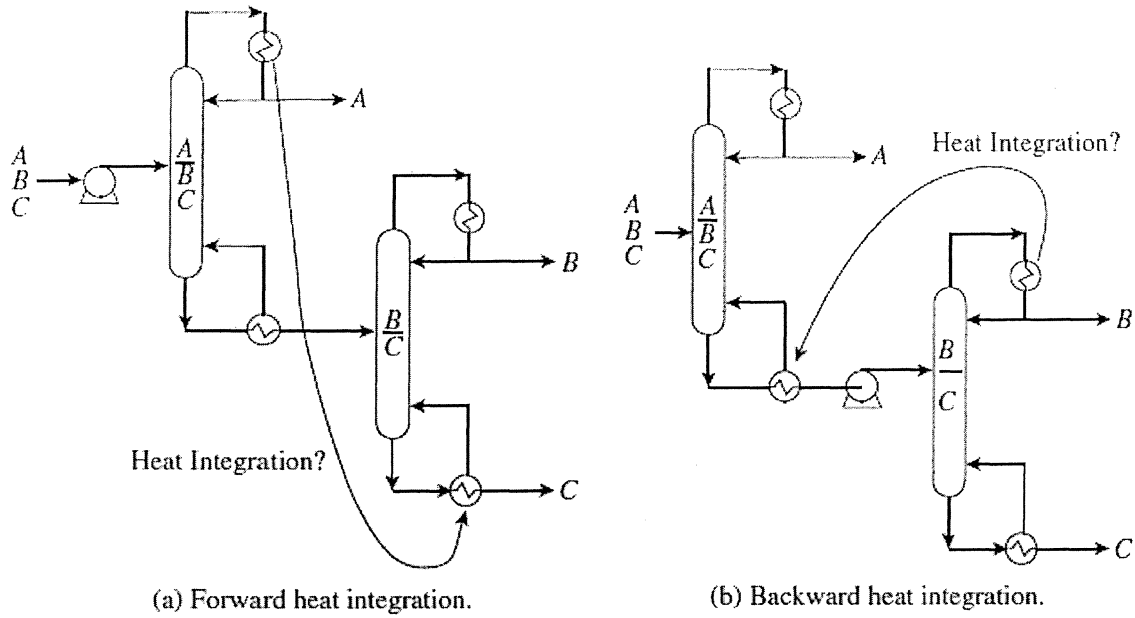 A
A
B
C
A
B
C
B
B
C
Heat Integration?
C
(a) Forward heat integration.
Heat Integration?
A
A
B
C
A
B
C
B
B
C
C
(b) Backward heat integration.